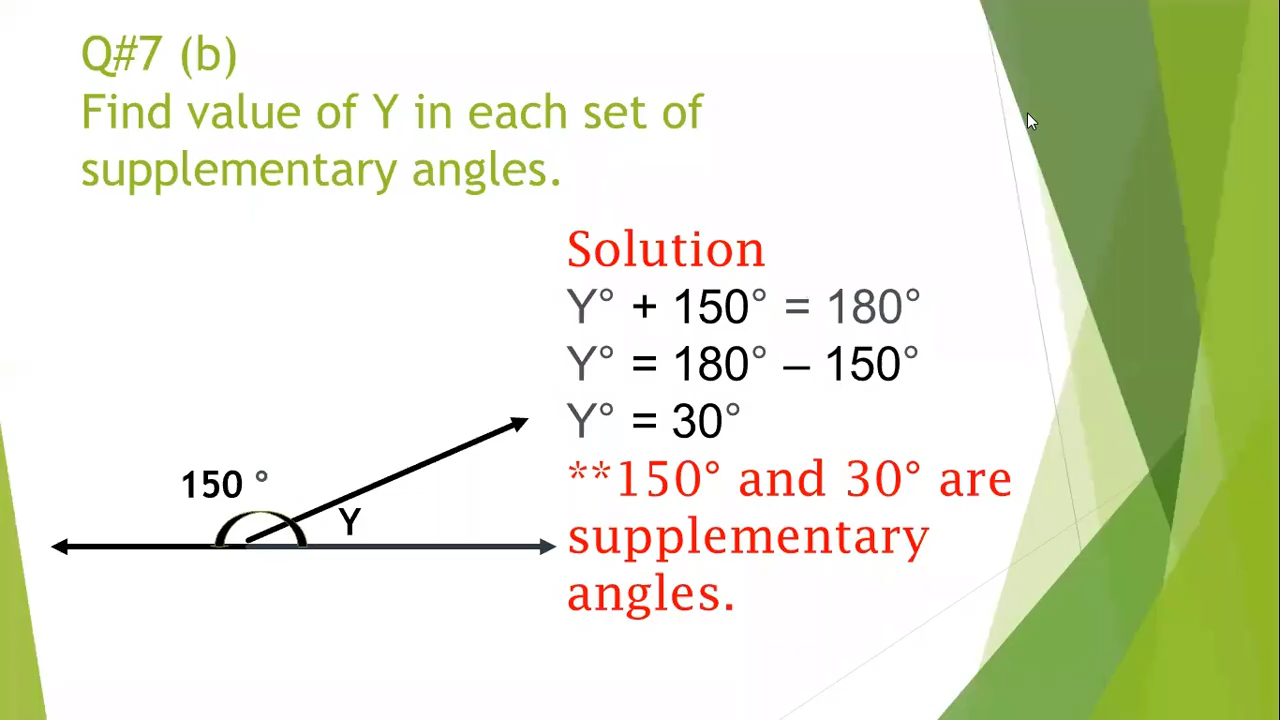 Q#7 (b)
Find value of Y in each set of
supplementary angles.
Solution
Y° + 150° = 180°
Y° = 180° – 150°
Y° = 30°
**150° and 30° are
supplementary
angles.
150 °
Y